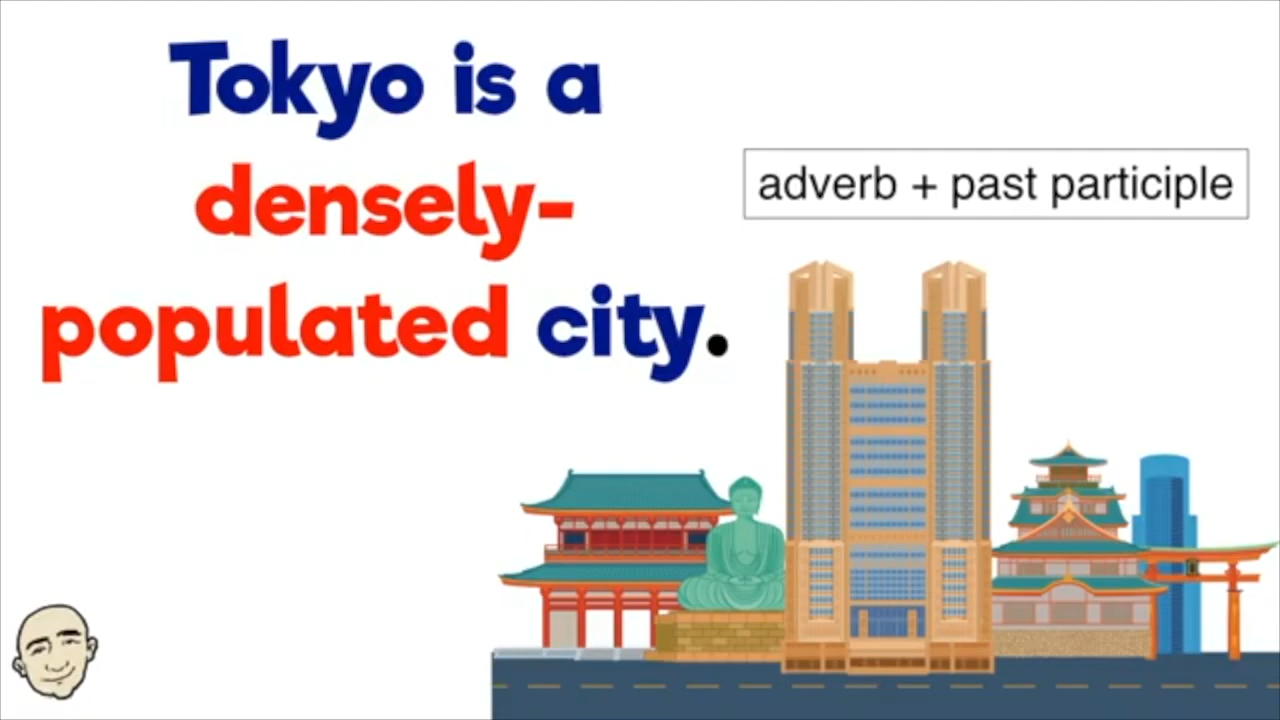 Tokyo is a
densely-
populated city.
adverb + past participle